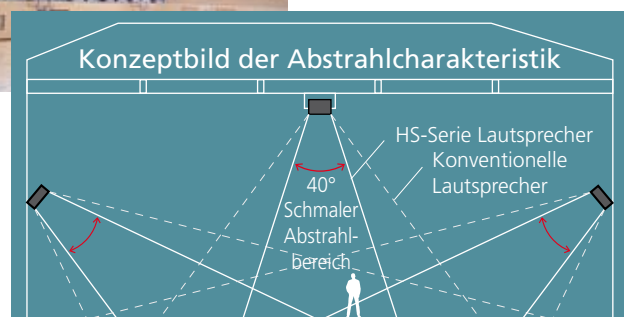 Konzeptbild der Abstrahlcharakteristik
HS-Serie Lautsprecher
Konventionelle
Lautsprecher
40°
Schmaler
Abstrahl-
bereich